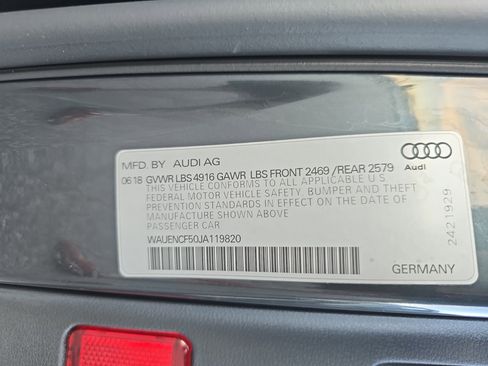 MFD. BY AUDI AG
06 18 GVWR LBS 4916 GAWR LBS FRONT 2469 /REAR 2579
THIS VEHICLE CONFORMS TO ALL APPLICABLE U.S.
FEDERAL MOTOR VEHICLE SAFETY, BUMPER AND THEFT
PREVENTION STANDARDS IN EFFECT ON THE DATE OF
MANUFACTURE SHOWN ABOVE
PASSENGER CAR
WAUENCF50JA119820
Audi
2421929
GERMANY